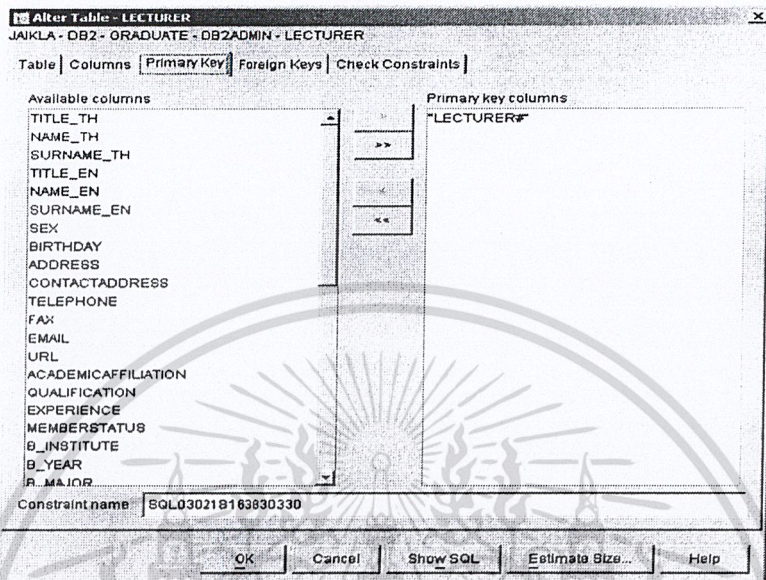 Alter Table - LECTURER
JAIKLA - DB2 - GRADUATE - DB2ADMIN - LECTURER
Table Columns Primary Key Foreign Keys Check Constraints
Available columns
TITLE_TH
NAME_TH
SURNAME_TH
TITLE_EN
NAME_EN
SURNAME_EN
SEX
BIRTHDAY
ADDRESS
CONTACTADDRESS
TELEPHONE
FAX
EMAIL
URL
ACADEMICAFFILIATION
QUALIFICATION
EXPERIENCE
MEMBERSTATUS
B_INSTITUTE
B_YEAR
B_MAJOR
>
>>
<
<<
Primary key columns
"LECTURER#"
Constraint name SQL030218163830330
OK Cancel Show SQL Estimate Size... Help